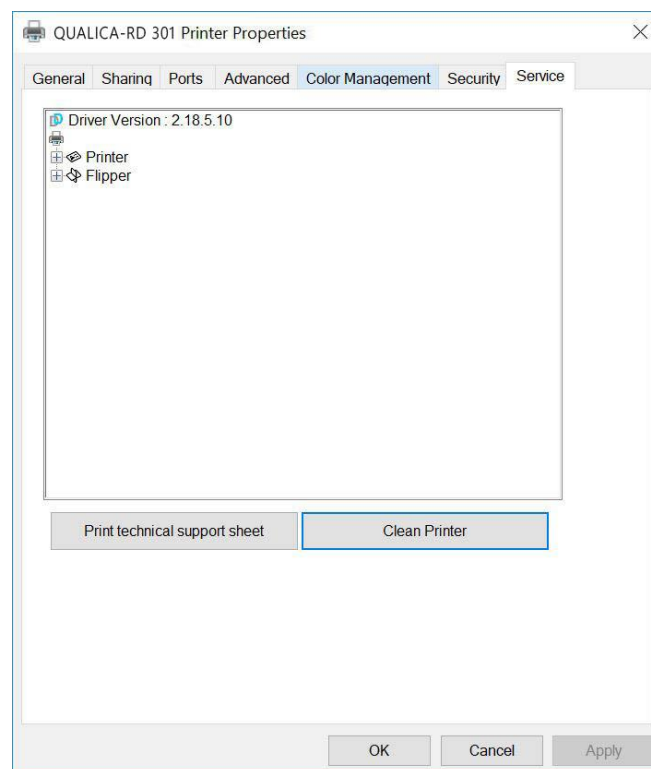 QUALICA-RD 301 Printer Properties
General Sharing Ports Advanced Color Management Security Service
Driver Version : 2.18.5.10
Printer
Flipper
Print technical support sheet Clean Printer
OK Cancel Apply